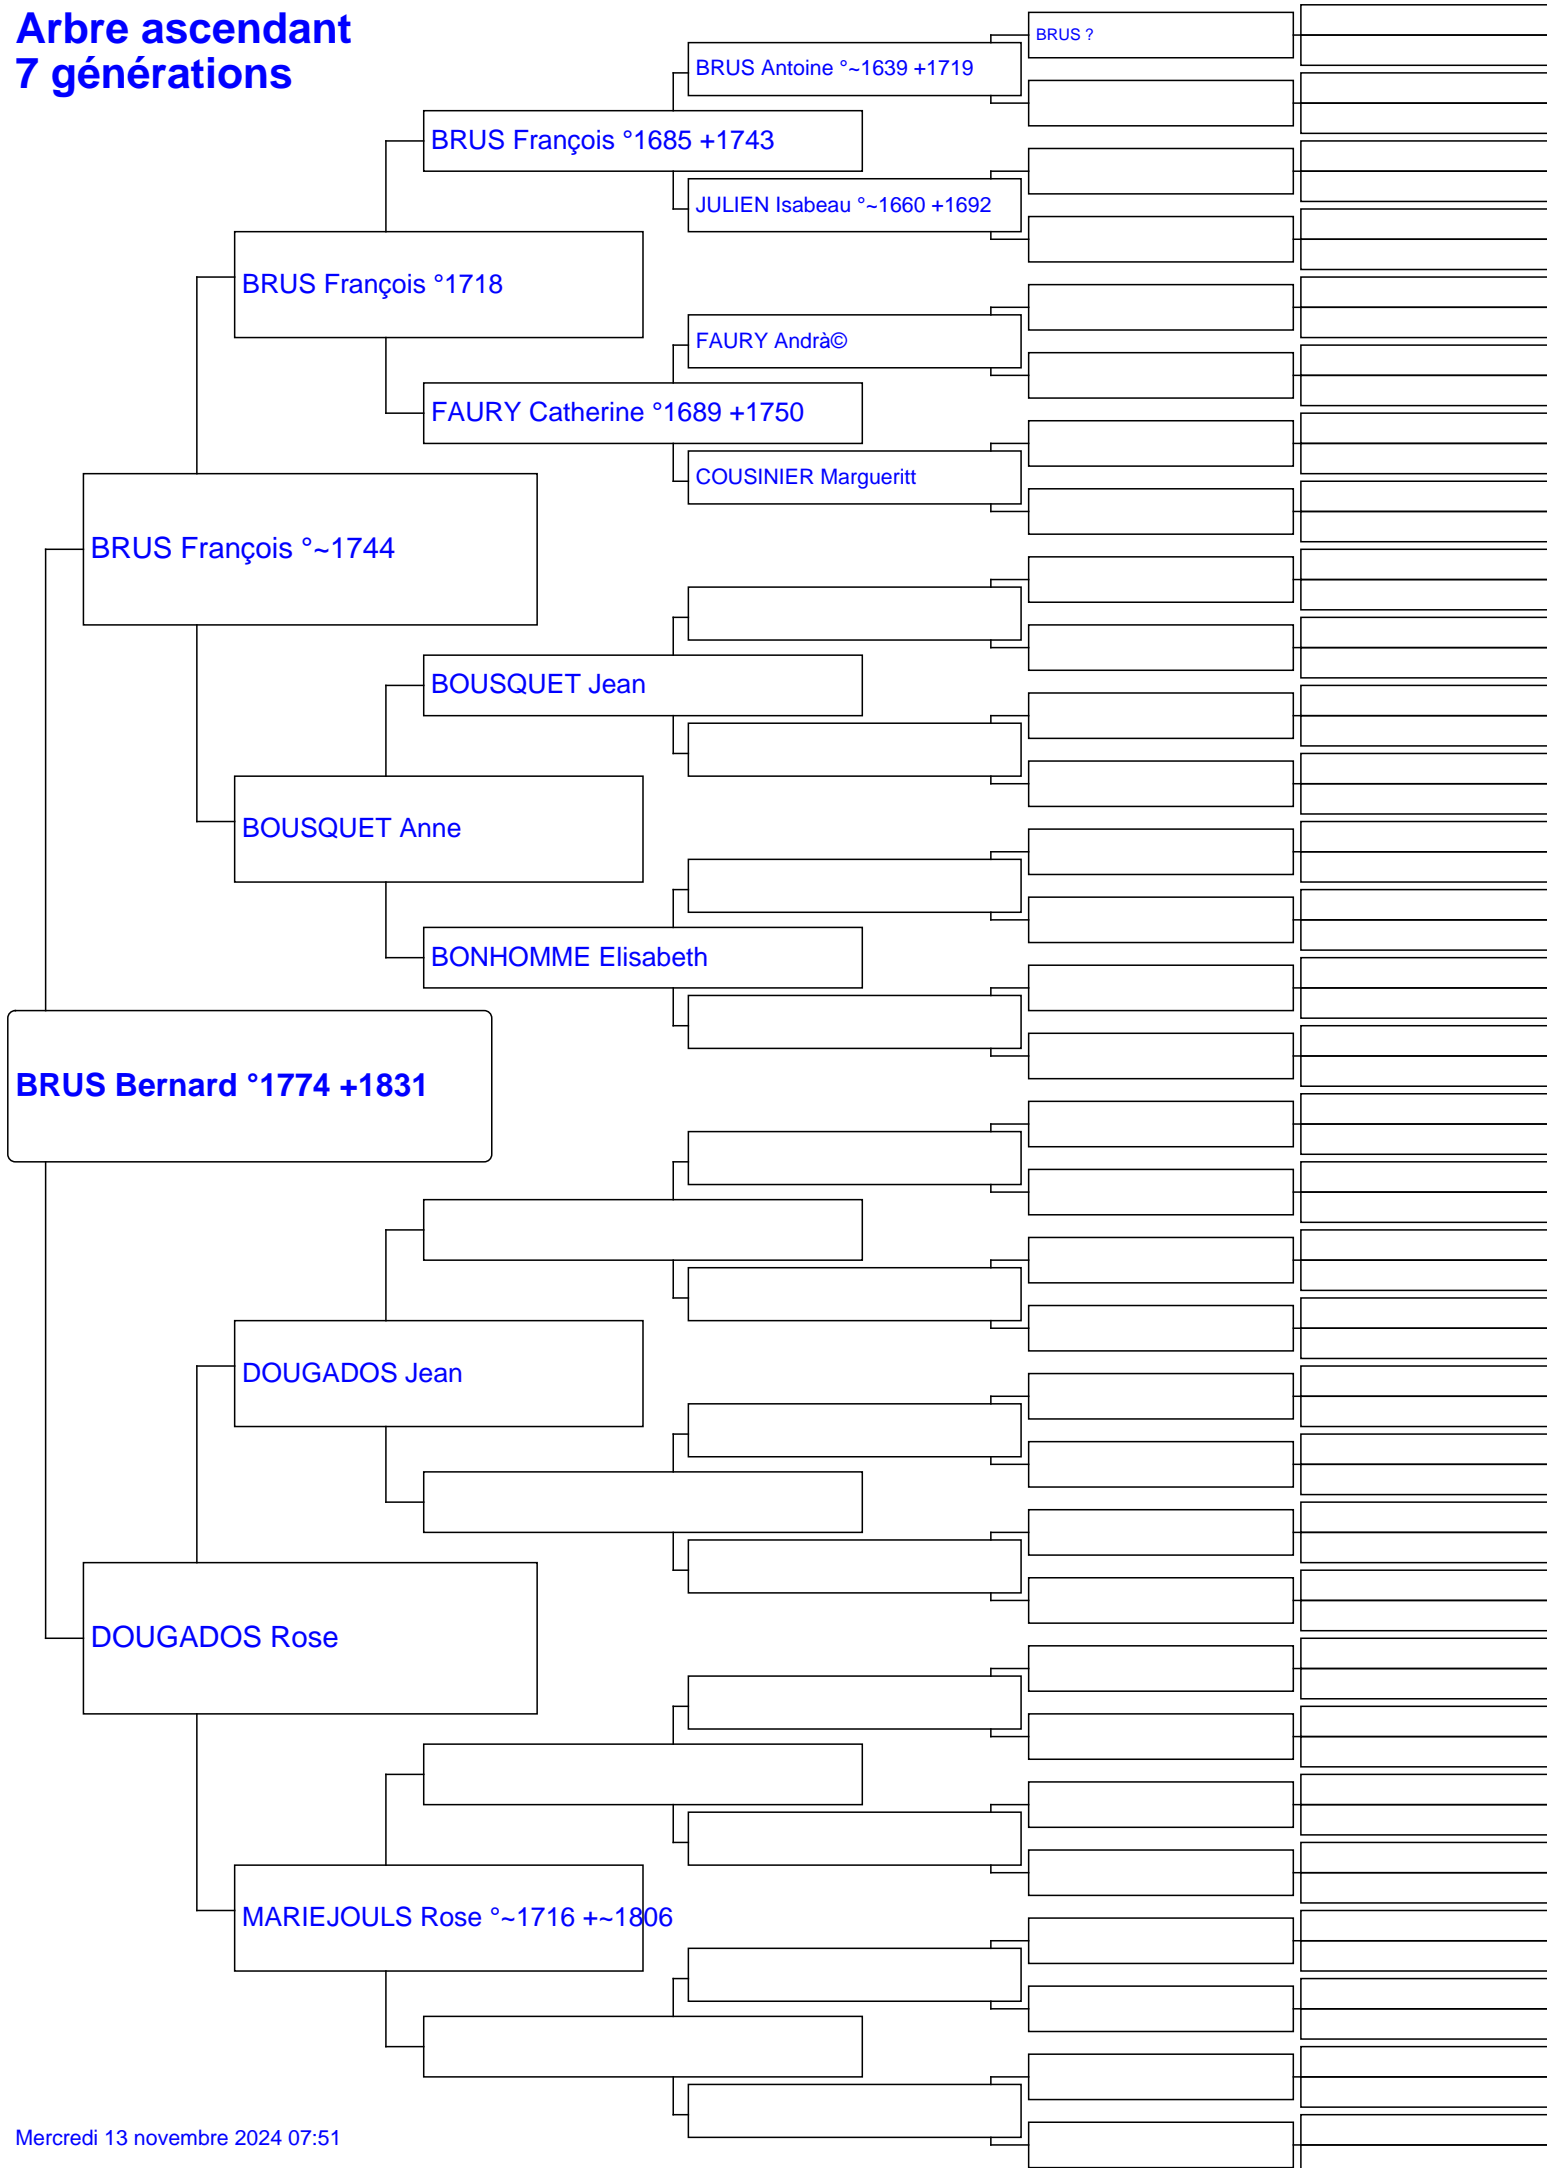 Arbre ascendant
7 générations
BRUS ?
BRUS Antoine °~1639 +1719
BRUS François °1685 +1743
JULIEN Isabeau °~1660 +1692
BRUS François °1718
FAURY Andrà©
FAURY Catherine °1689 +1750
COUSINIER Margueritt
BRUS François °~1744
BOUSQUET Jean
BOUSQUET Anne
BONHOMME Elisabeth
BRUS Bernard °1774 +1831
DOUGADOS Jean
DOUGADOS Rose
MARIEJOULS Rose °~1716 +~1806
Mercredi 13 novembre 2024 07:51